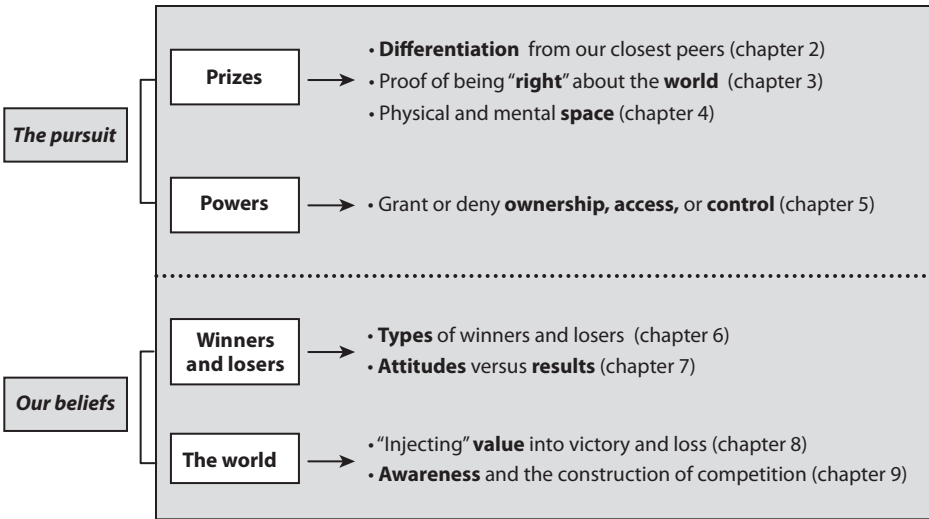 The pursuit
Prizes
• Differentiation from our closest peers (chapter 2)
• Proof of being “right” about the world (chapter 3)
• Physical and mental space (chapter 4)
Powers
• Grant or deny ownership, access, or control (chapter 5)
Our beliefs
Winners
and losers
• Types of winners and losers (chapter 6)
• Attitudes versus results (chapter 7)
The world
• “Injecting” value into victory and loss (chapter 8)
• Awareness and the construction of competition (chapter 9)